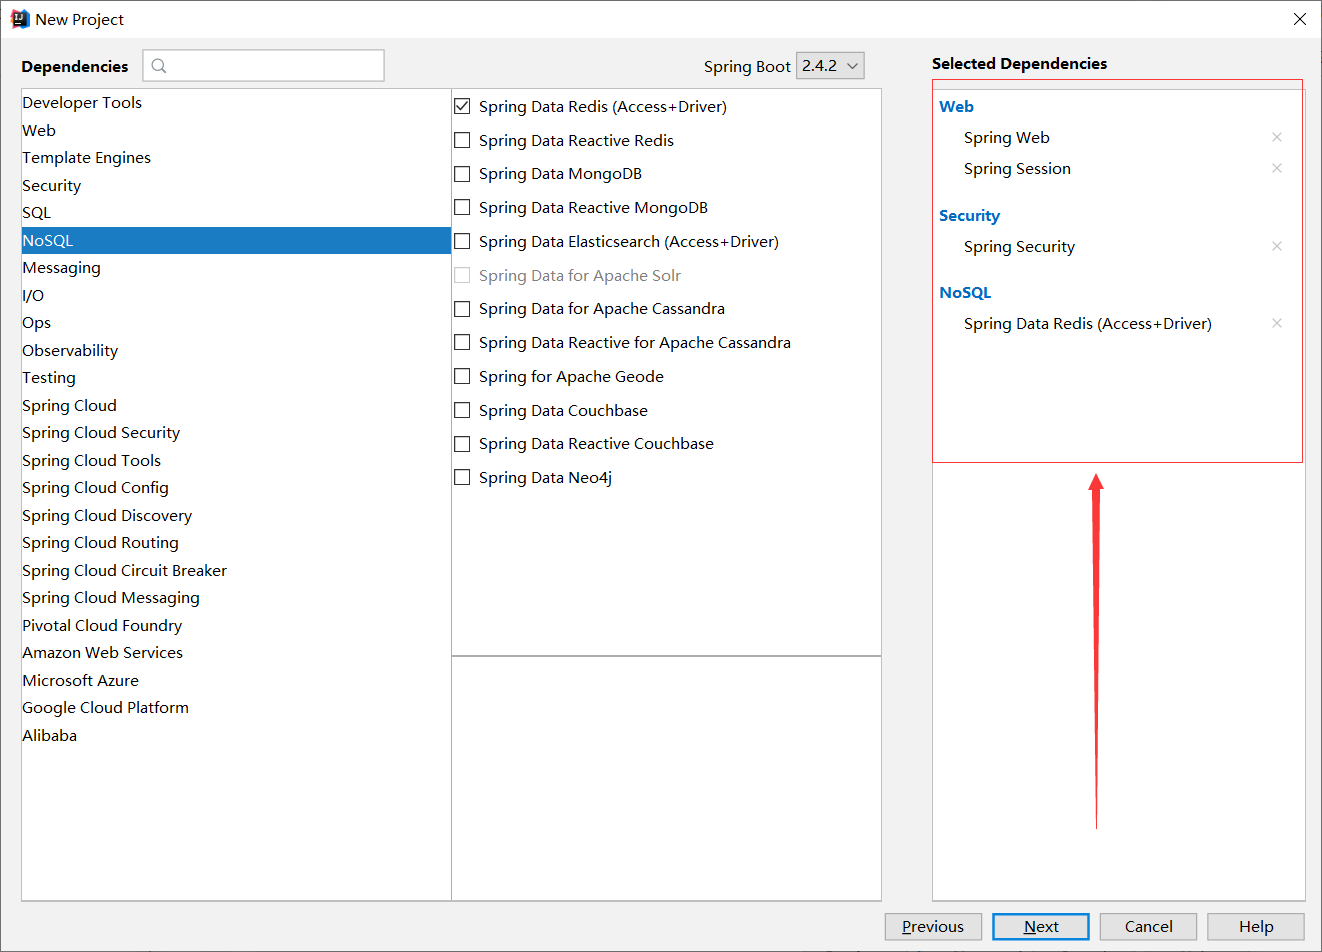 New Project
Dependencies
Spring Boot 2.4.2
Developer Tools
Web
Template Engines
Security
SQL
NoSQL
Messaging
I/O
Ops
Observability
Testing
Spring Cloud
Spring Cloud Security
Spring Cloud Tools
Spring Cloud Config
Spring Cloud Discovery
Spring Cloud Routing
Spring Cloud Circuit Breaker
Spring Cloud Messaging
Pivotal Cloud Foundry
Amazon Web Services
Microsoft Azure
Google Cloud Platform
Alibaba
Spring Data Redis (Access+Driver)
Spring Data Reactive Redis
Spring Data MongoDB
Spring Data Reactive MongoDB
Spring Data Elasticsearch (Access+Driver)
Spring Data for Apache Solr
Spring Data for Apache Cassandra
Spring Data Reactive for Apache Cassandra
Spring for Apache Geode
Spring Data Couchbase
Spring Data Reactive Couchbase
Spring Data Neo4j
Selected Dependencies
Web
Spring Web
Spring Session
Security
Spring Security
NoSQL
Spring Data Redis (Access+Driver)
Previous
Next
Cancel
Help